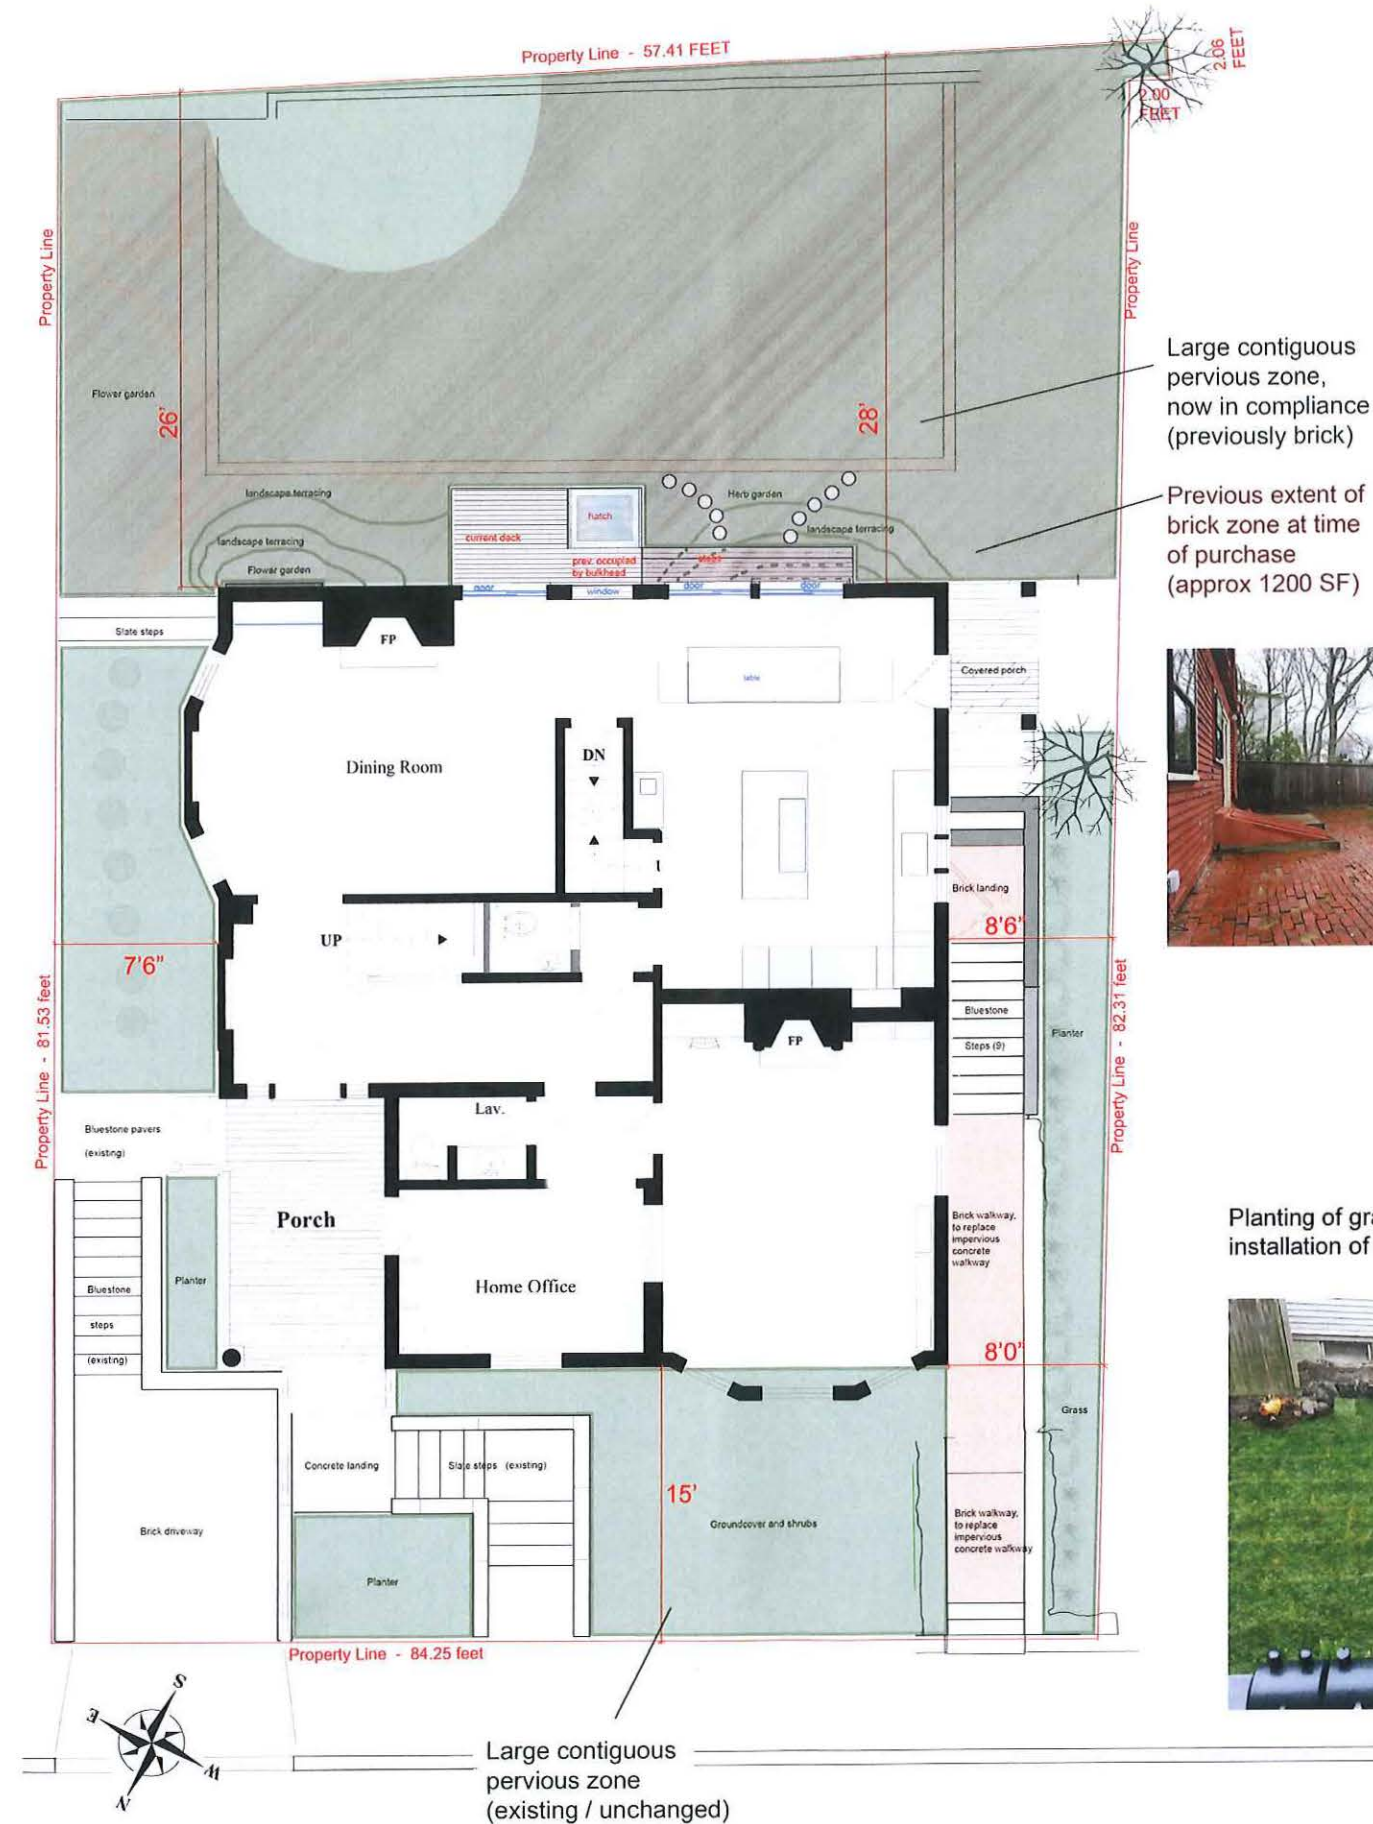 Property Line - 57.41 FEET
2.06
FEET
2.00
FEET
Property Line
Property Line
Large contiguous
pervious zone,
now in compliance
(previously brick)
Flower garden
26'
28'
Previous extent of
brick zone at time
of purchase
(approx 1200 SF)
landscape terracing
Herb garden
hatch
landscape terracing
current deck
landscape terracing
prev. occupied
by bulkhead
steps
Flower garden
door
window
door
door
Slate steps
FP
Covered porch
table
DN
Dining Room
Brick landing
8'6"
UP
7'6"
Bluestone
Steps (9)
Planter
FP
Property Line - 81.53 feet
Property Line - 82.31 feet
Lav.
Bluestone pavers
(existing)
Porch
Brick walkway,
to replace
impervious
concrete
walkway
Planting of gra
installation of
Planter
Home Office
Bluestone
steps
(existing)
8'0"
Grass
Concrete landing
Slate steps (existing)
15'
Groundcover and shrubs
Brick driveway
Brick walkway,
to replace
impervious
concrete walkway
Planter
Property Line - 84.25 feet
S
E
W
N
Large contiguous
pervious zone
(existing / unchanged)